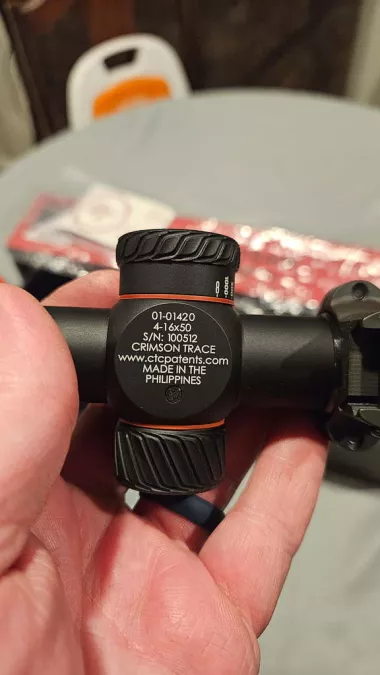 01-01420
4-16x50
S/N: 100512
CRIMSON TRACE
www.ctcpatents.com
MADE IN THE
PHILIPPINES